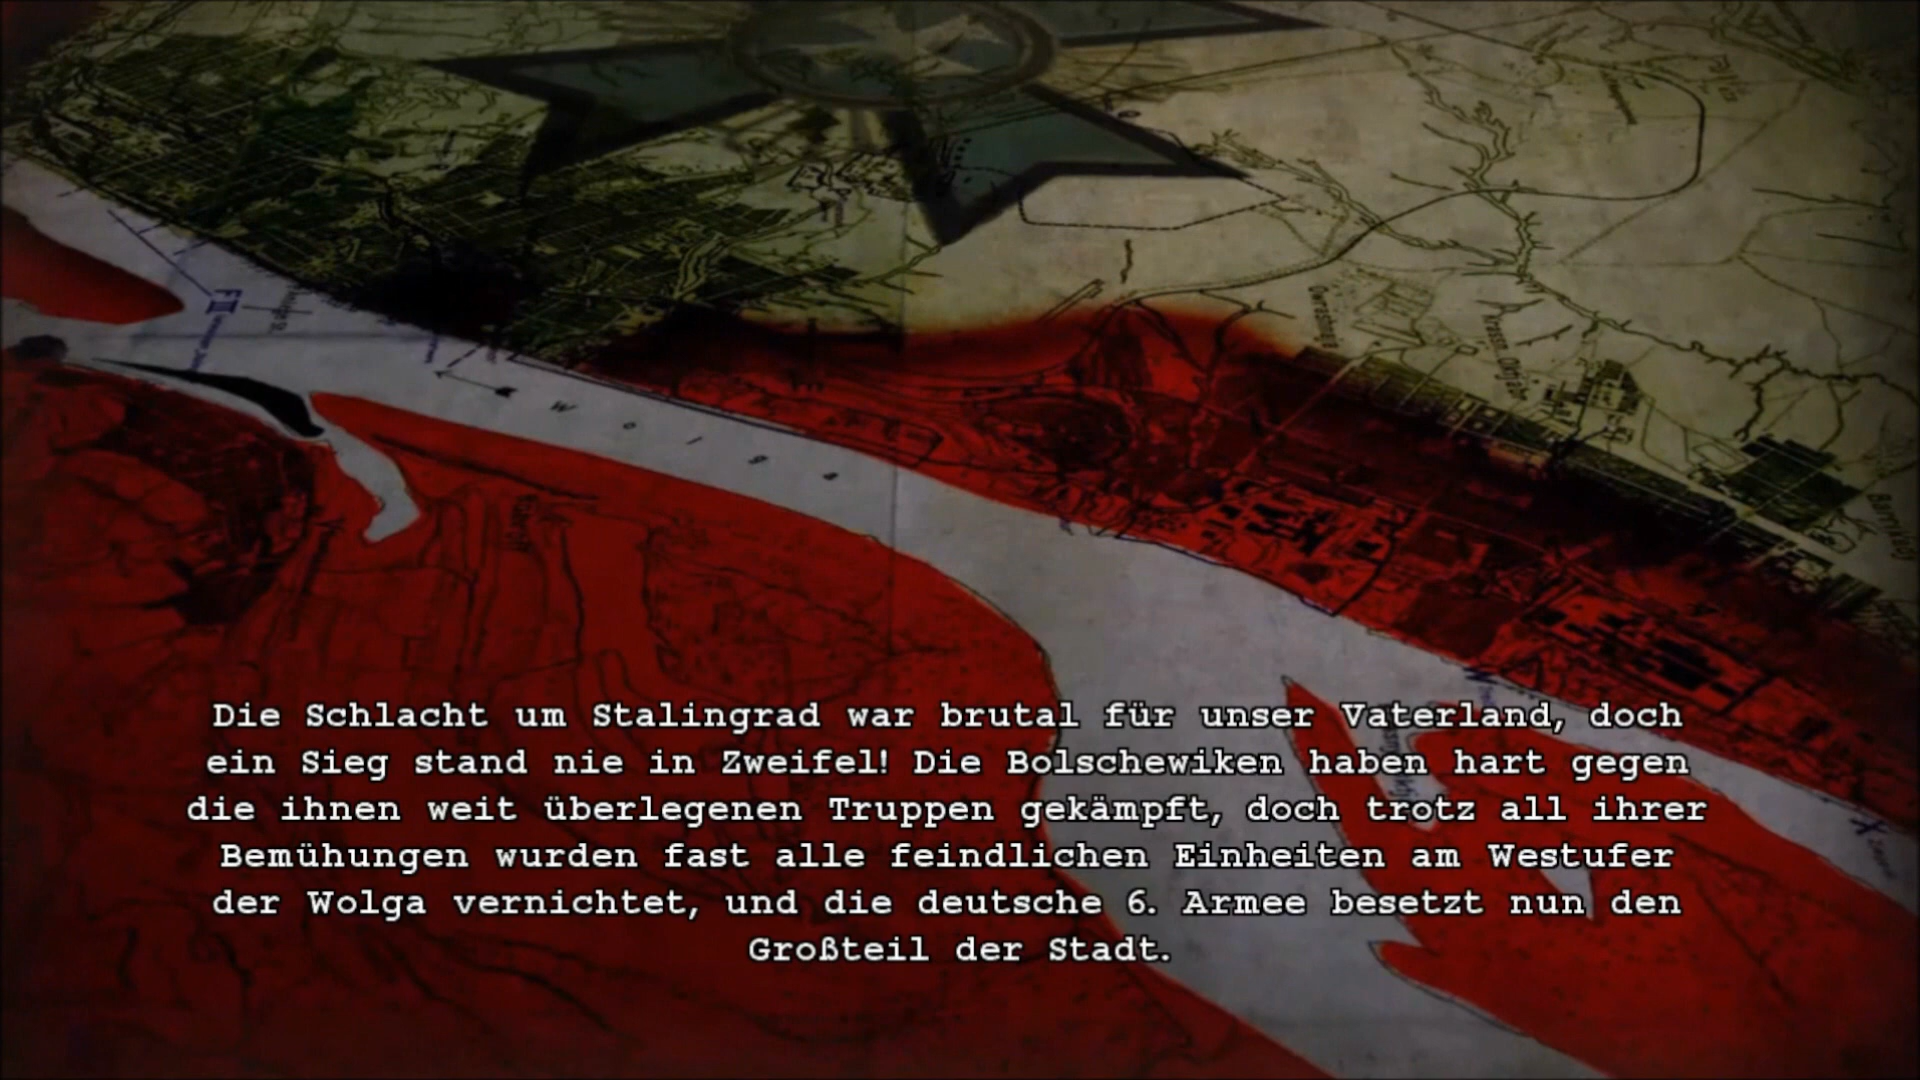 Wolga
Gwrashnyj
Die Schlacht um Stalingrad war brutal für unser Vaterland, doch
ein Sieg stand nie in Zweifel! Die Bolschewiken haben hart gegen
die ihnen weit überlegenen Truppen gekämpft, doch trotz all ihrer
Bemühungen wurden fast alle feindlichen Einheiten am Westufer
der Wolga vernichtet, und die deutsche 6. Armee besetzt nun den
Großteil der Stadt.